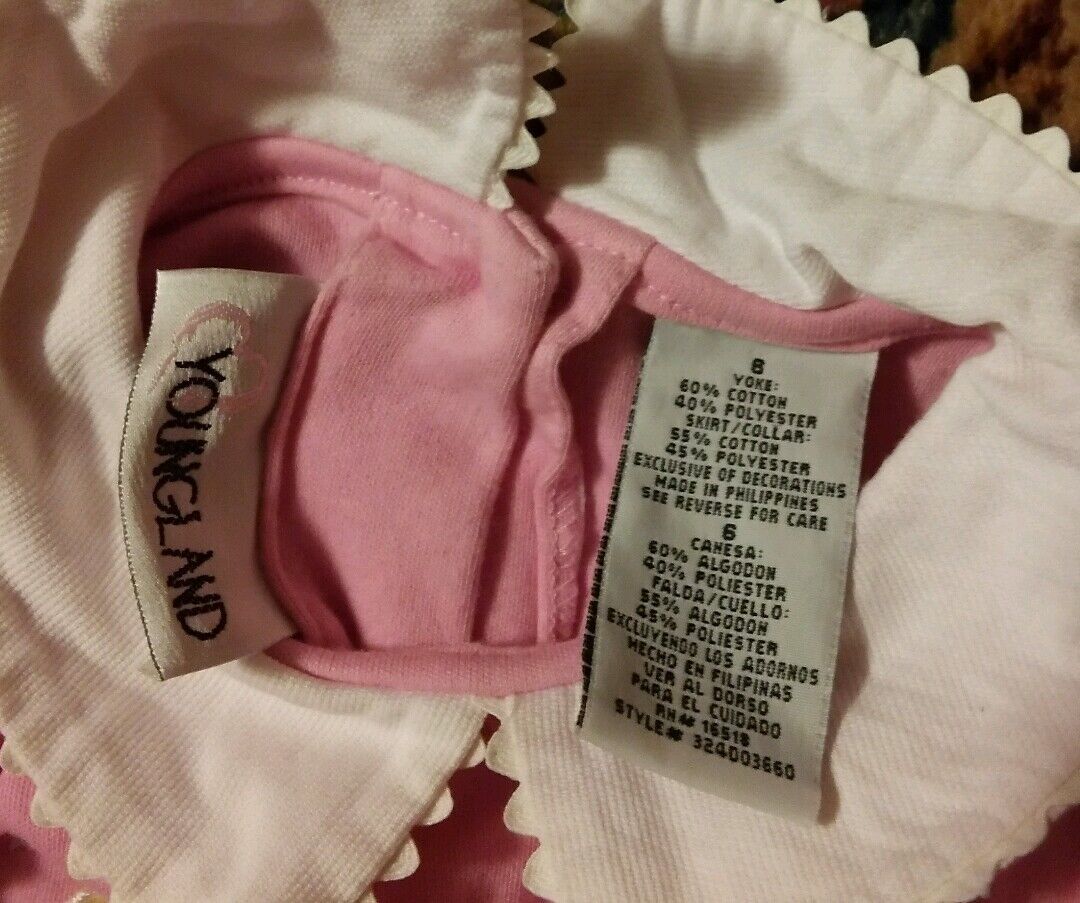 YOUNGLAND
6
YOKE:
60% COTTON
40% POLYESTER
SKIRT/COLLAR:
55% COTTON
45% POLYESTER
EXCLUSIVE OF DECORATIONS
MADE IN PHILIPPINES
SEE REVERSE FOR CARE
6
CANESA:
60% ALGODON
40% POLIESTER
FALDA/CUELLO:
55% ALGODON
45% POLIESTER
EXCLUYENDO LOS ADORNOS
HECHO EN FILIPINAS
VER AL DORSO
PARA EL CUIDADO
RN# 16518
STYLE# 324003660